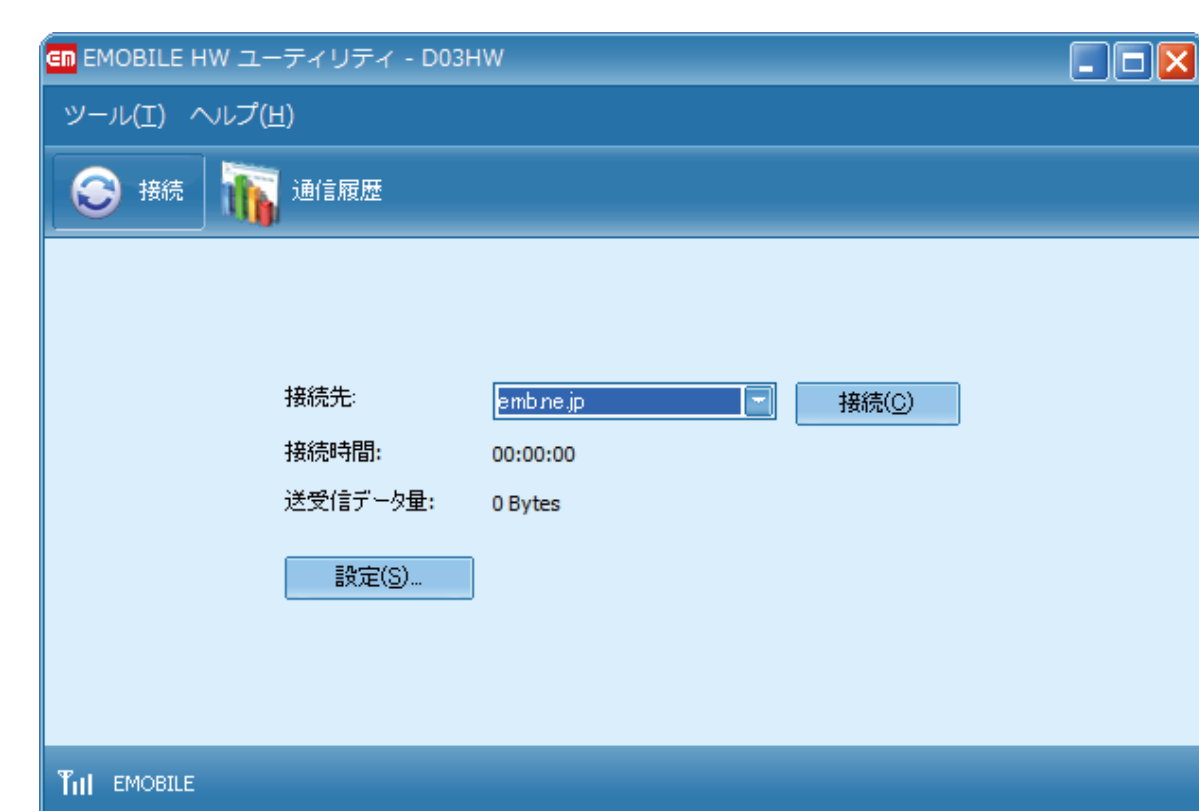 EM EMOBILE HW ユーティリティ - D03HW
ツール(T) ヘルプ(H)
接続 通信履歴
接続先: emb.ne.jp 接続(C)
接続時間: 00:00:00
送受信データ量: 0 Bytes
設定(S)...
EMOBILE